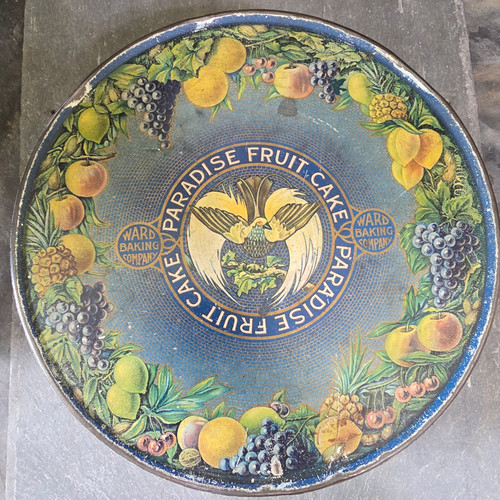 PARADISE FRUIT CAKE
PARADISE FRUIT CAKE
WARD
BAKING
COMPANY
WARD
BAKING
COMPANY